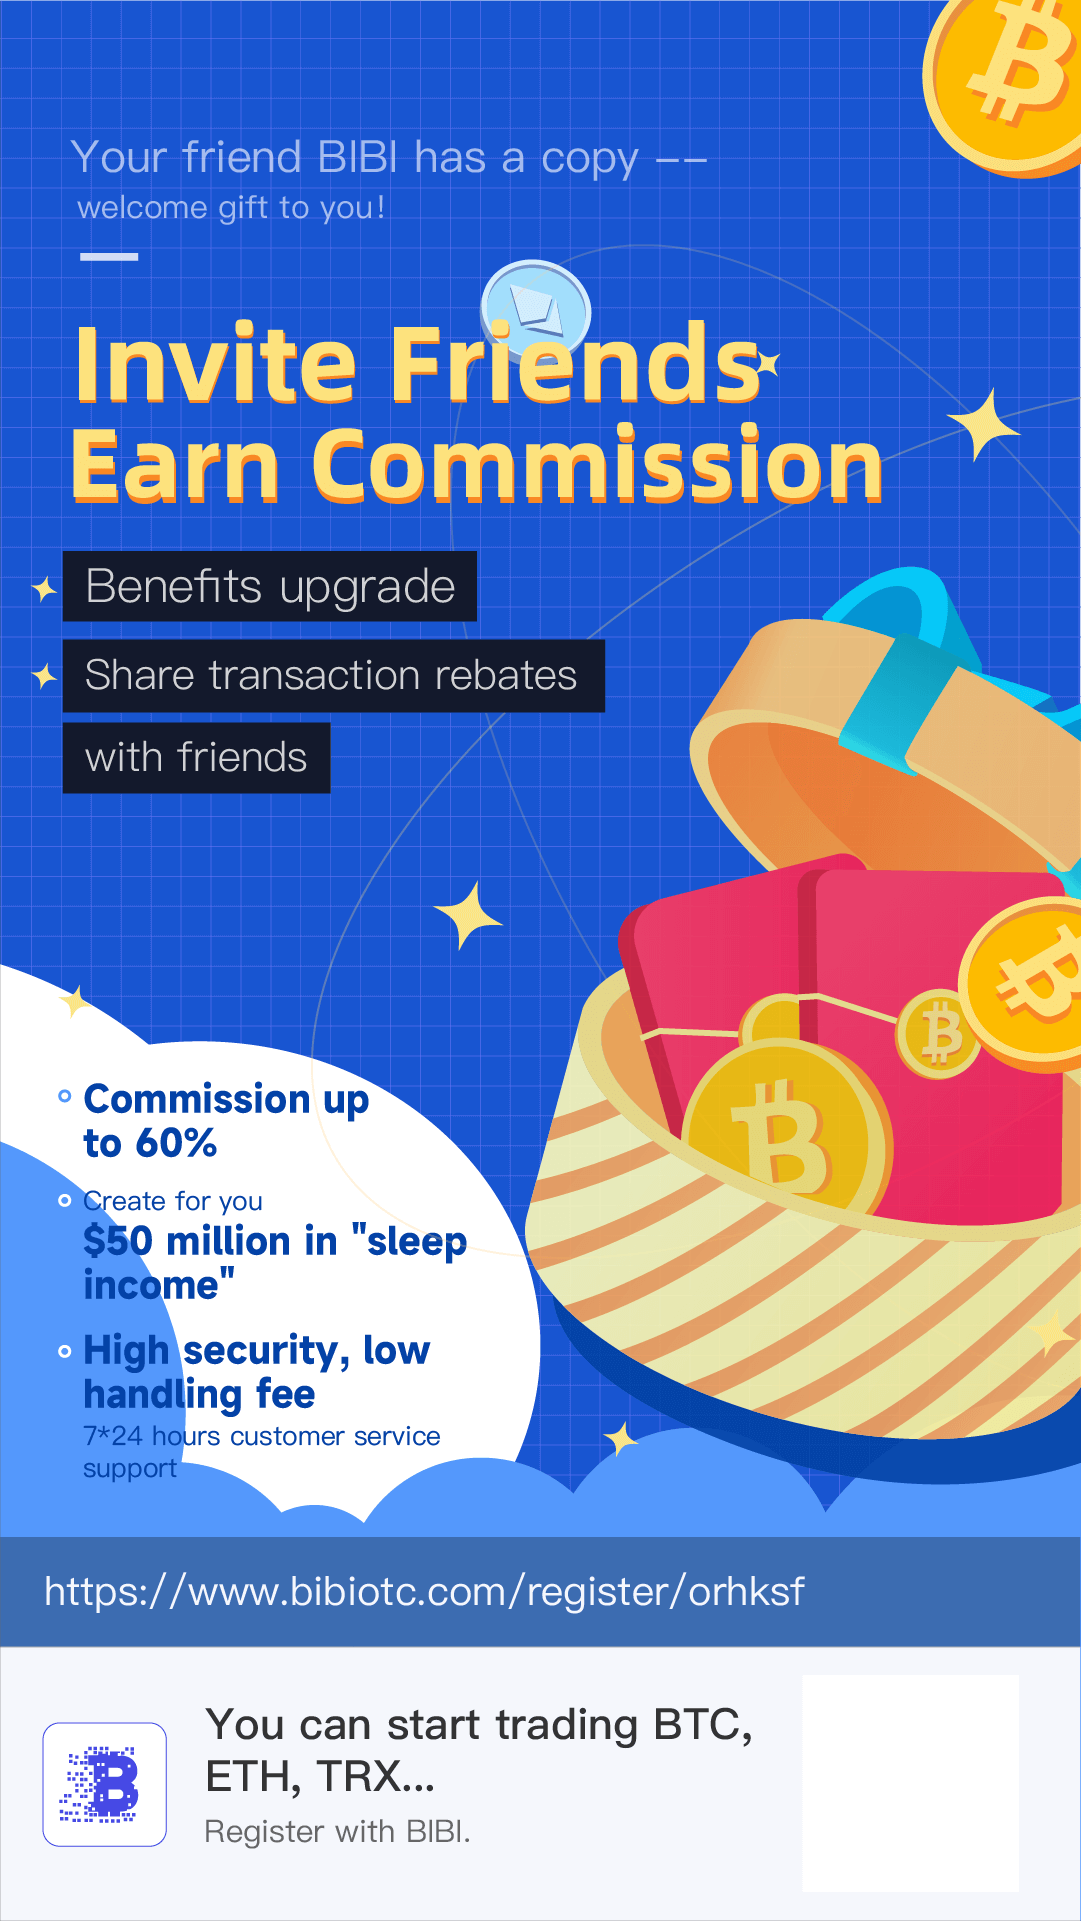 Your friend BIBI has a copy --
welcome gift to you!
Invite Friends
Earn Commission
Benefits upgrade
Share transaction rebates
with friends
Commission up
to 60%
Create for you
$50 million in "sleep
income"
High security, low
handling fee
7*24 hours customer service
support
https://www.bibiotc.com/register/orhksf
You can start trading BTC,
ETH, TRX...
Register with BIBI.